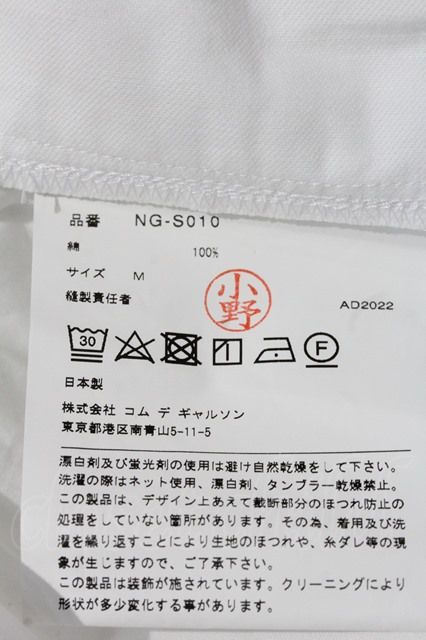 品番 NG-S010
綿 100%
サイズ M
縫製責任者 小野 AD2022
30 F
日本製
株式会社 コム デ ギャルソン
東京都港区南青山5-11-5
漂白剤及び蛍光剤の使用は避け自然乾燥をして下さい。
洗濯の際はネット使用、漂白剤、タンブラー乾燥禁止。
この製品は、デザイン上あえて裁断部分のほつれ防止の
処理をしていない箇所があります。その為、着用及び洗
濯を繰り返すことにより生地のほつれや、糸ダレ等の現
象が生じますので、ご了承下さい。
この製品は装飾が施されています。クリーニングにより
形状が多少変化する事があります。